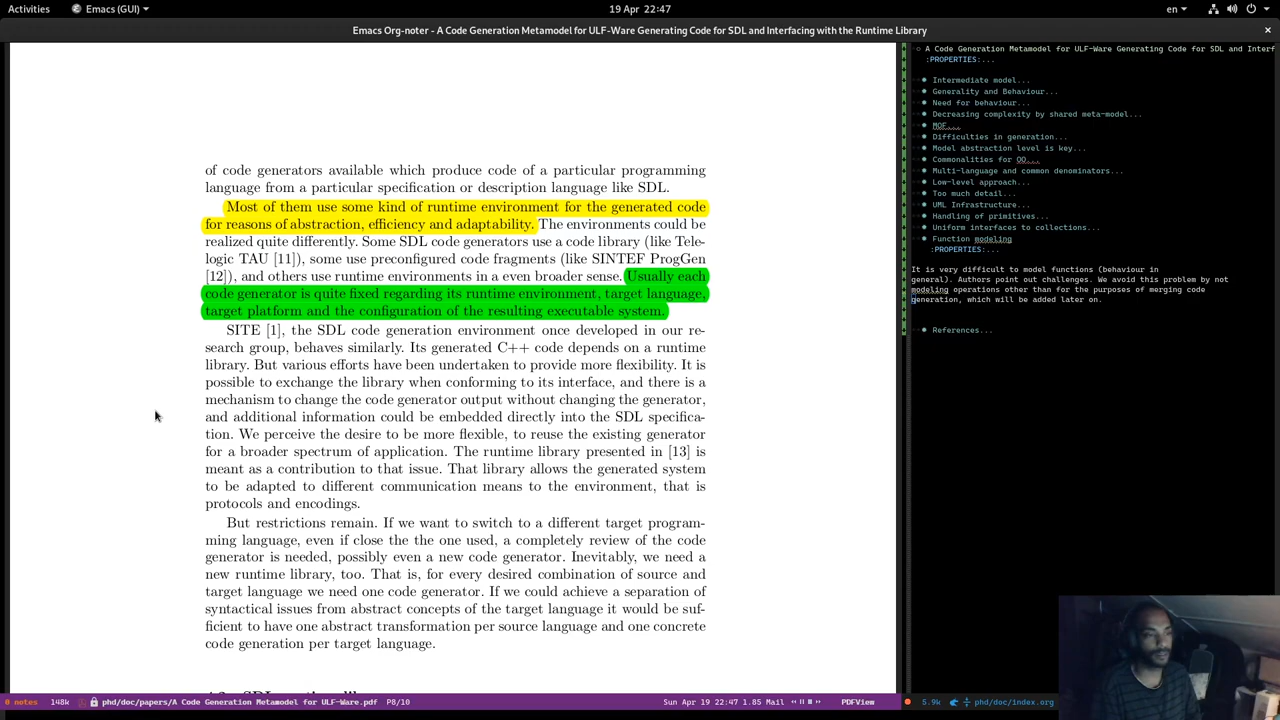 Activities
Emacs (GUI)
19 Apr 22:47
en
Emacs Org-noter - A Code Generation Metamodel for ULF-Ware Generating Code for SDL and Interfacing with the Runtime Library
of code generators available which produce code of a particular programming
language from a particular specification or description language like SDL.
Most of them use some kind of runtime environment for the generated code
for reasons of abstraction, efficiency and adaptability. The environments could be
realized quite differently. Some SDL code generators use a code library (like Tele-
logic TAU [11]), some use preconfigured code fragments (like SINTEF ProgGen
[12]), and others use runtime environments in a even broader sense. Usually each
code generator is quite fixed regarding its runtime environment, target language,
target platform and the configuration of the resulting executable system.
SITE [1], the SDL code generation environment once developed in our re-
search group, behaves similarly. Its generated C++ code depends on a runtime
library. But various efforts have been undertaken to provide more flexibility. It is
possible to exchange the library when conforming to its interface, and there is a
mechanism to change the code generator output without changing the generator,
and additional information could be embedded directly into the SDL specifica-
tion. We perceive the desire to be more flexible, to reuse the existing generator
for a broader spectrum of application. The runtime library presented in [13] is
meant as a contribution to that issue. That library allows the generated system
to be adapted to different communication means to the environment, that is
protocols and encodings.
But restrictions remain. If we want to switch to a different target program-
ming language, even if close the the one used, a completely review of the code
generator is needed, possibly even a new code generator. Inevitably, we need a
new runtime library, too. That is, for every desired combination of source and
target language we need one code generator. If we could achieve a separation of
syntactical issues from abstract concepts of the target language it would be suf-
ficient to have one abstract transformation per source language and one concrete
code generation per target language.
0 notes 148k phd/doc/papers/A Code Generation Metamodel for ULF-Ware.pdf P8/10
Sun Apr 19 22:47 1.85 Mail
PDFView
A Code Generation Metamodel for ULF-Ware Generating Code for SDL and Interf
:PROPERTIES:...
Intermediate model...
Generality and Behaviour...
Need for behaviour...
Decreasing complexity by shared meta-model...
MOF...
Difficulties in generation...
Model abstraction level is key...
Commonalities for OO...
Multi-language and common denominators...
Low-level approach...
Too much detail...
UML Infrastructure...
Handling of primitives...
Uniform interfaces to collections...
Function modeling
:PROPERTIES:...
It is very difficult to model functions (behaviour in
general). Authors point out challenges. We avoid this problem by not
modeling operations other than for the purposes of merging code
generation, which will be added later on.
References...
5.9k phd/doc/index.org